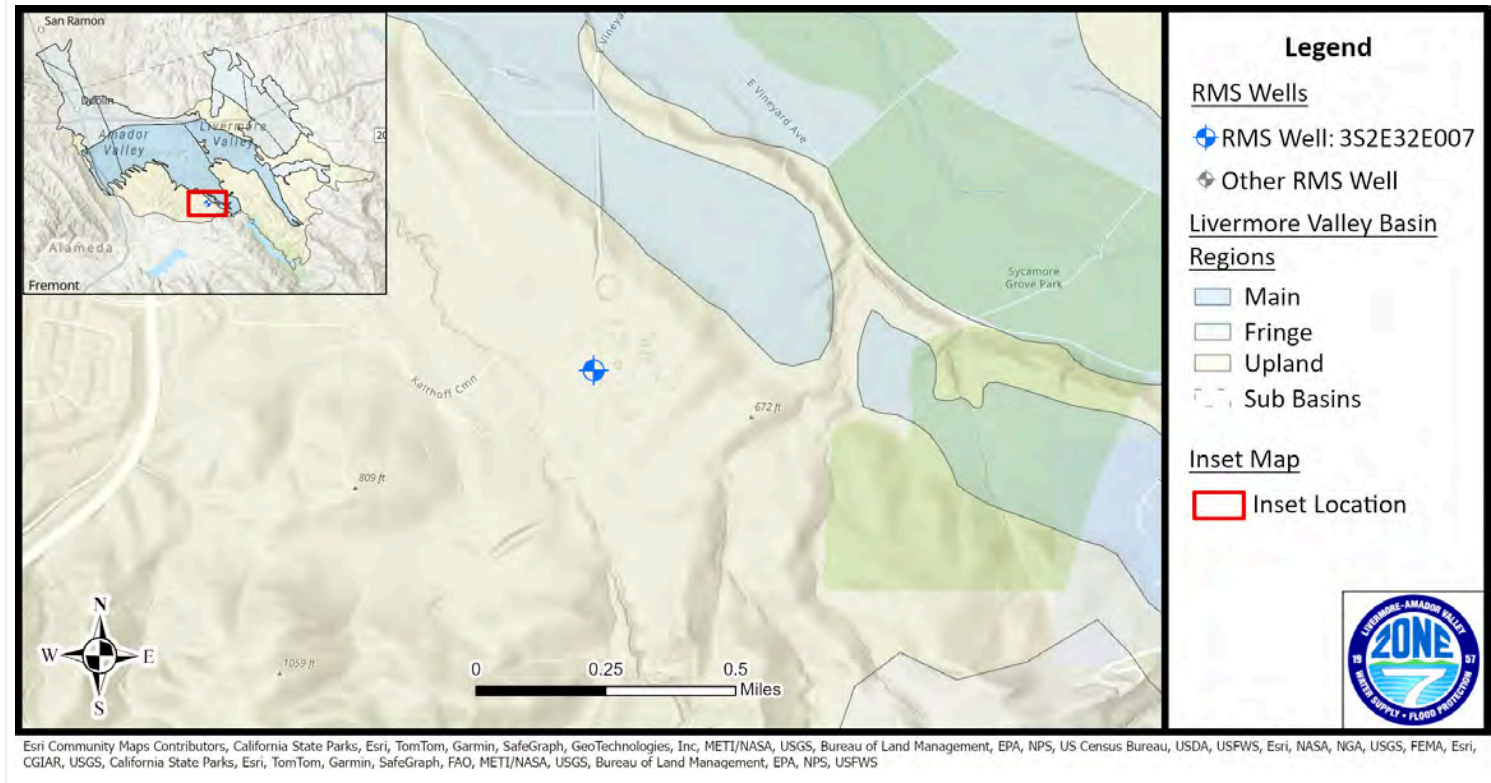 San Ramon
Dublin
Amador
Valley
Livermore
Valley
20
Alameda
Fremont
Vineyard
E Vineyard Ave
Sycamore
Grove Park
Kalthoff Cmn
672 ft
809 ft
1059 ft
N
W
E
S
0
0.25
0.5
Miles
Legend
RMS Wells
RMS Well: 3S2E32E007
Other RMS Well
Livermore Valley Basin
Regions
Main
Fringe
Upland
Sub Basins
Inset Map
Inset Location
LIVERMORE-AMADOR VALLEY
ZONE
19
57
7
WATER SUPPLY • FLOOD PROTECTION
Esri Community Maps Contributors, California State Parks, Esri, TomTom, Garmin, SafeGraph, GeoTechnologies, Inc, METI/NASA, USGS, Bureau of Land Management, EPA, NPS, US Census Bureau, USDA, USFWS, Esri, NASA, NGA, USGS, FEMA, Esri,
CGIAR, USGS, California State Parks, Esri, TomTom, Garmin, SafeGraph, FAO, METI/NASA, USGS, Bureau of Land Management, EPA, NPS, USFWS